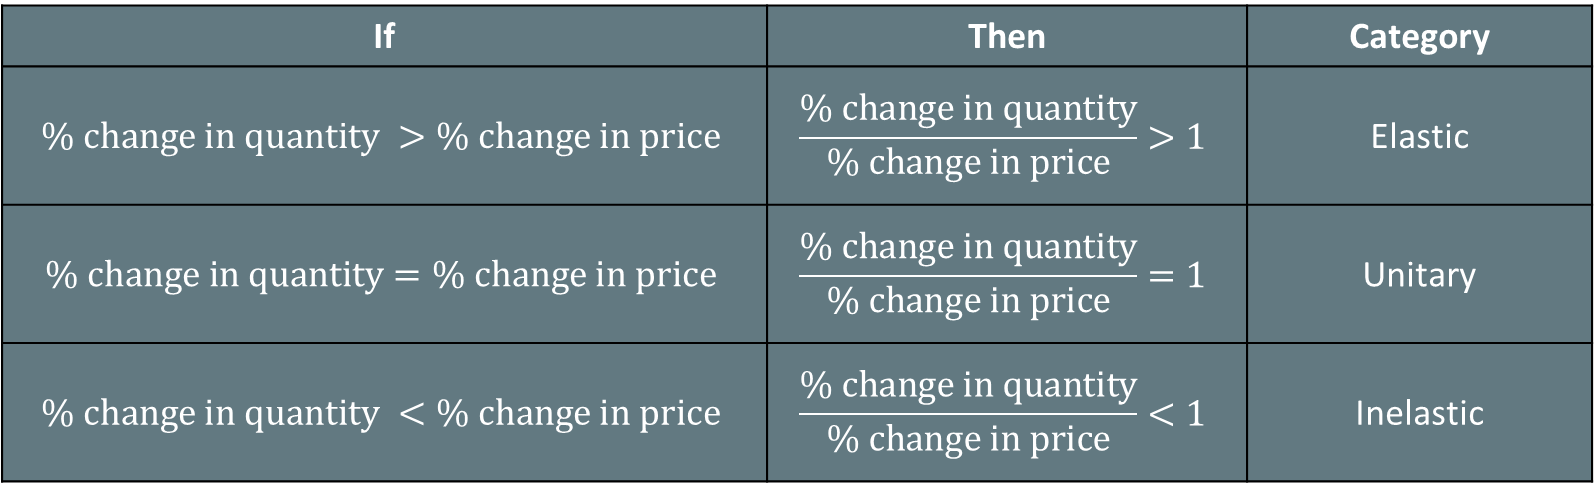 If Then Category
% change in quantity > % change in price
% change in quantity
% change in price
> 1
Elastic
% change in quantity = % change in price
% change in quantity
% change in price
= 1
Unitary
% change in quantity < % change in price
% change in quantity
% change in price
< 1
Inelastic